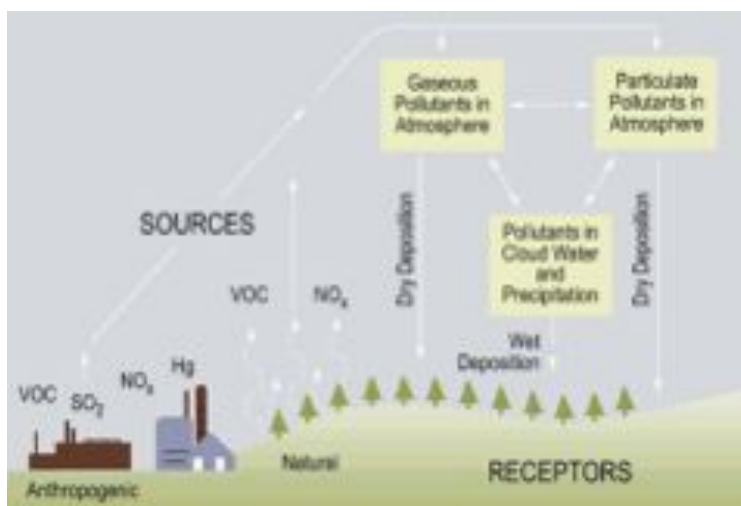 Gaseous
Pollutants in
Atmosphere
Particulate
Pollutants in
Atmosphere
SOURCES
Pollutants in
Cloud Water
and
Precipitation
Dry Deposition
Dry Deposition
VOC
NOₓ
Wet
Deposition
VOC
SO₂
NOₓ
Hg
Natural
RECEPTORS
Anthropogenic